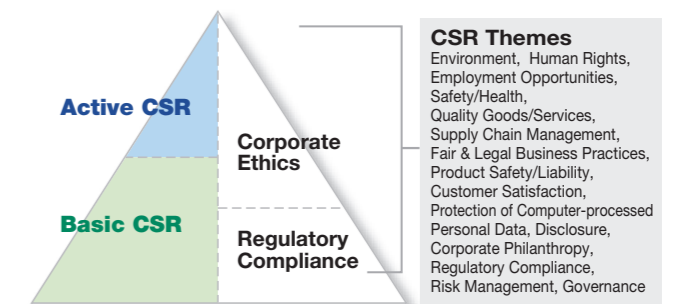 Active CSR
Basic CSR
Corporate
Ethics
Regulatory
Compliance
CSR Themes
Environment, Human Rights,
Employment Opportunities,
Safety/Health,
Quality Goods/Services,
Supply Chain Management,
Fair & Legal Business Practices,
Product Safety/Liability,
Customer Satisfaction,
Protection of Computer-processed
Personal Data, Disclosure,
Corporate Philanthropy,
Regulatory Compliance,
Risk Management, Governance